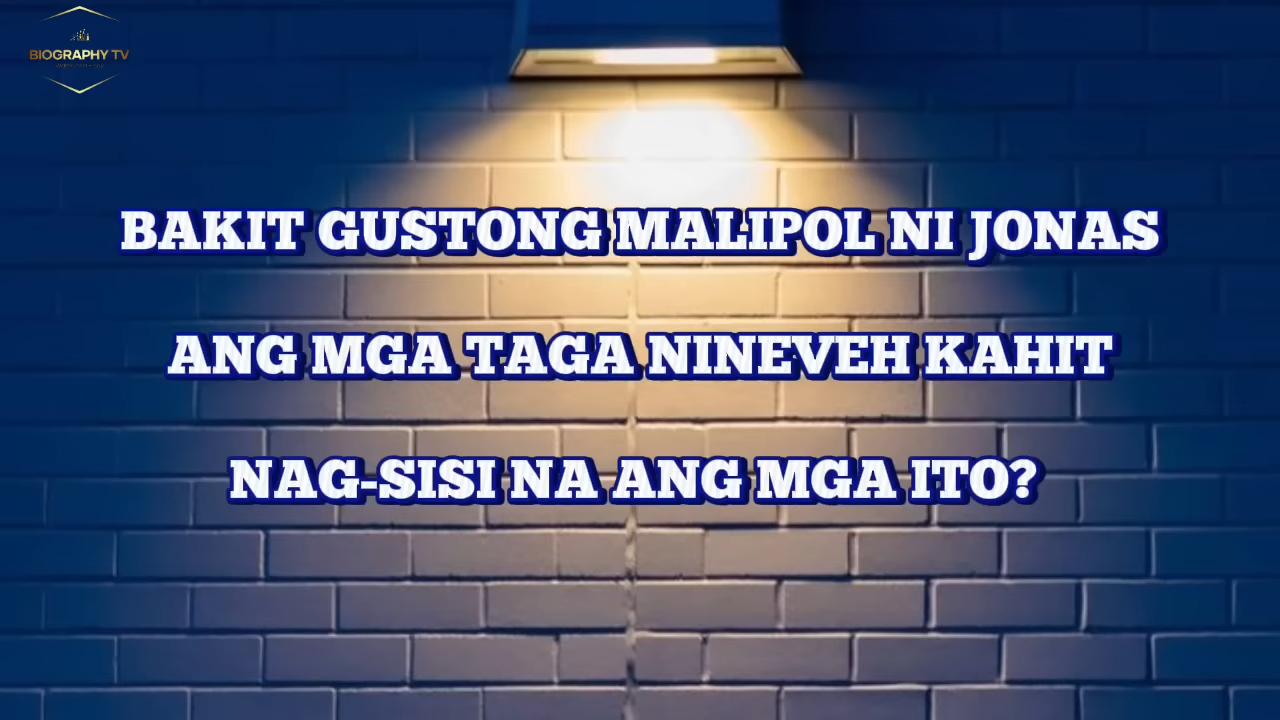 BIOGRAPHY TV
BAKIT GUSTONG MALIPOL NI JONAS
ANG MGA TAGA NINEVEH KAHIT
NAG-SISI NA ANG MGA ITO?